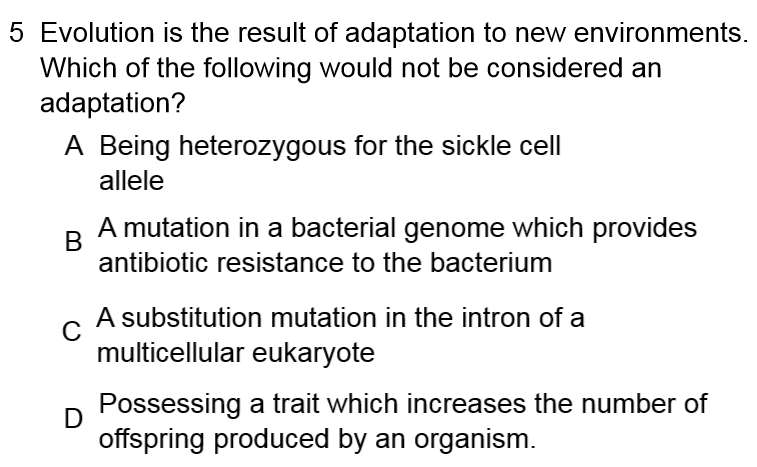 5 Evolution is the result of adaptation to new environments.
Which of the following would not be considered an
adaptation?
A Being heterozygous for the sickle cell
allele
B A mutation in a bacterial genome which provides
antibiotic resistance to the bacterium
C A substitution mutation in the intron of a
multicellular eukaryote
D Possessing a trait which increases the number of
offspring produced by an organism.